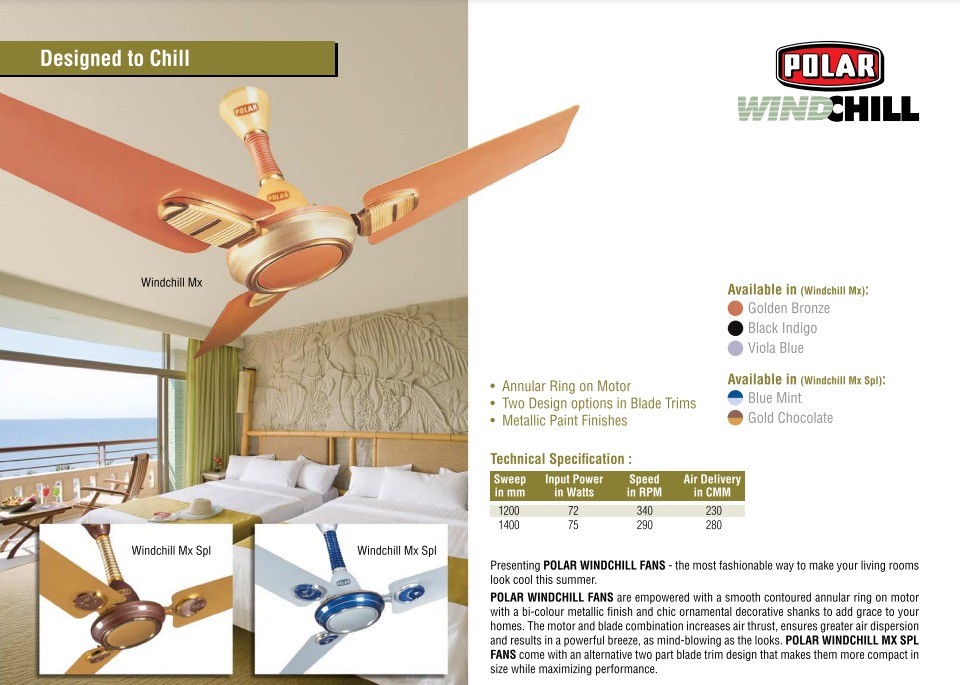 Designed to Chill
POLAR
WINDCHILL
POLAR
POLAR
Windchill Mx
Available in (Windchill Mx):
Golden Bronze
Black Indigo
Viola Blue
Available in (Windchill Mx Spl):
Blue Mint
Gold Chocolate
• Annular Ring on Motor
• Two Design options in Blade Trims
• Metallic Paint Finishes
Technical Specification :
Sweep in mm Input Power in Watts Speed in RPM Air Delivery in CMM
1200 72 340 230
1400 75 290 280
Windchill Mx Spl
Windchill Mx Spl
POLAR
Presenting POLAR WINDCHILL FANS - the most fashionable way to make your living rooms
look cool this summer.
POLAR WINDCHILL FANS are empowered with a smooth contoured annular ring on motor
with a bi-colour metallic finish and chic ornamental decorative shanks to add grace to your
homes. The motor and blade combination increases air thrust, ensures greater air dispersion
and results in a powerful breeze, as mind-blowing as the looks. POLAR WINDCHILL MX SPL
FANS come with an alternative two part blade trim design that makes them more compact in
size while maximizing performance.